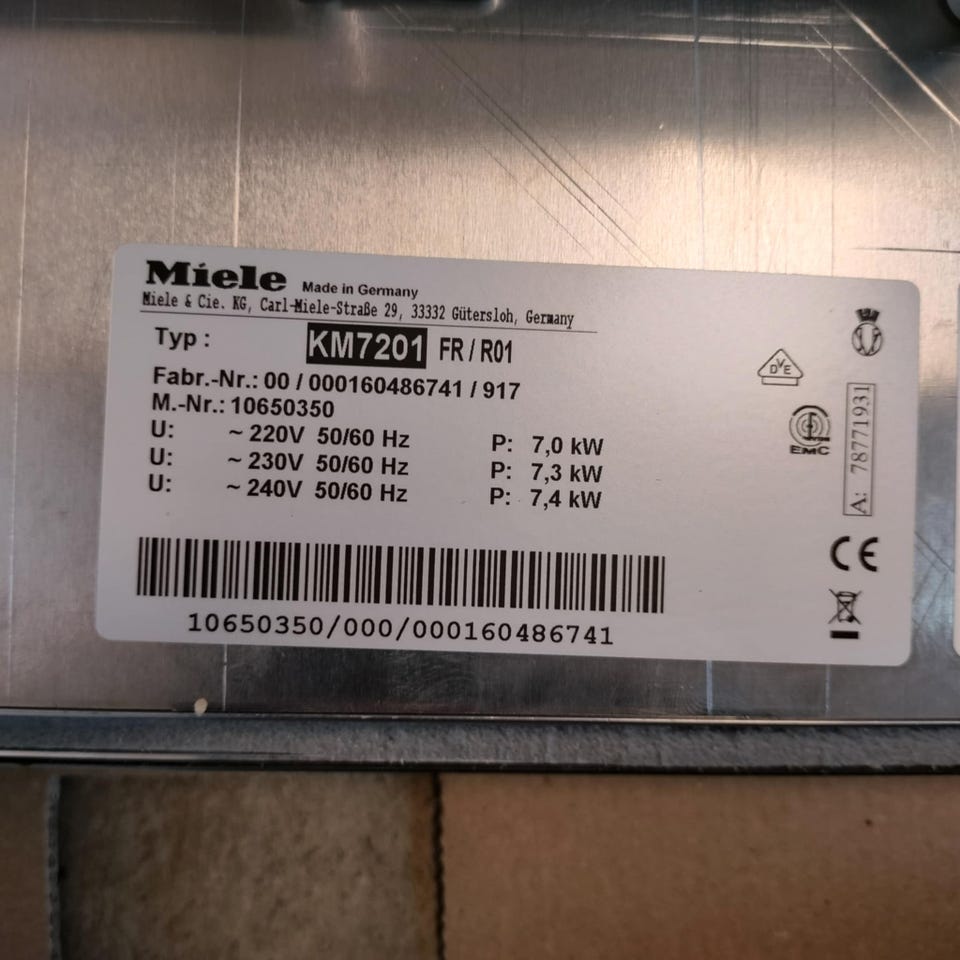 Miele Made in Germany
Miele & Cie. KG, Carl-Miele-Straße 29, 33332 Gütersloh, Germany
Typ : KM7201 FR / R01
Fabr.-Nr.: 00 / 000160486741 / 917
M.-Nr.: 10650350
U: ~ 220V 50/60 Hz P: 7,0 kW
U: ~ 230V 50/60 Hz P: 7,3 kW
U: ~ 240V 50/60 Hz P: 7,4 kW
DVE
EMC
A: 78771931
CE
10650350/000/000160486741